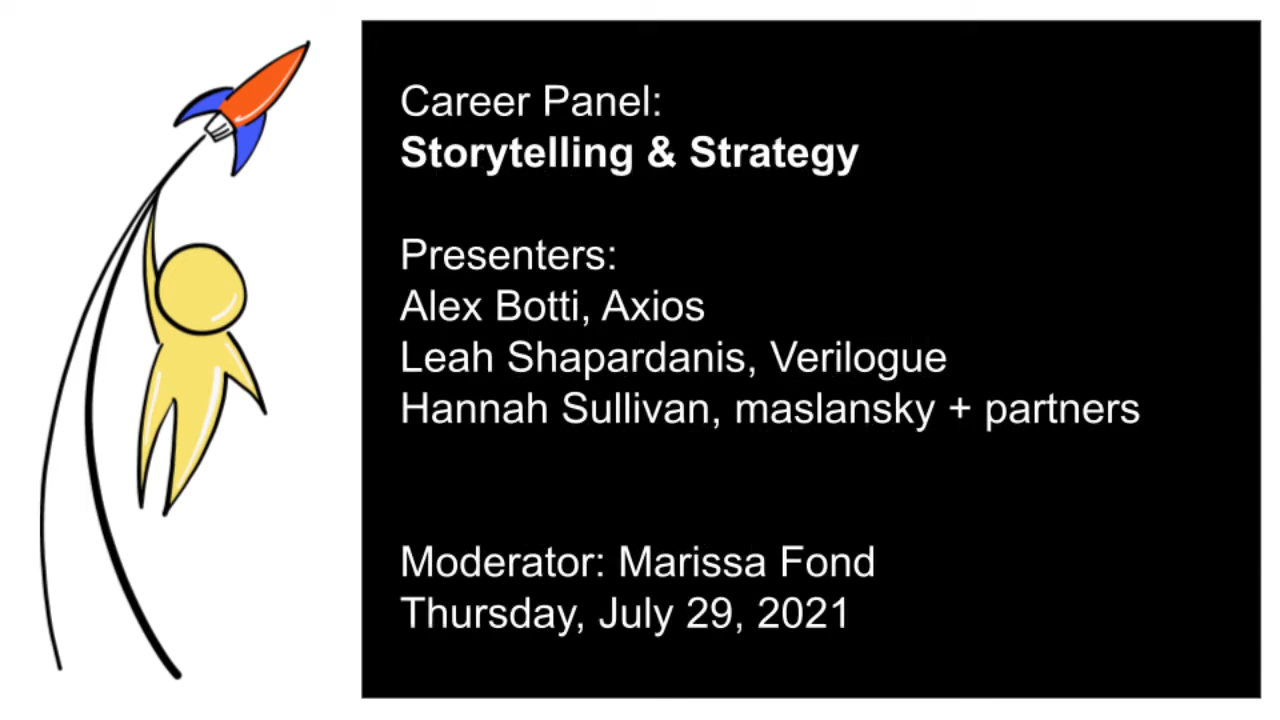 Career Panel:
Storytelling & Strategy
Presenters:
Alex Botti, Axios
Leah Shapardanis, Verilogue
Hannah Sullivan, maslansky + partners
Moderator: Marissa Fond
Thursday, July 29, 2021